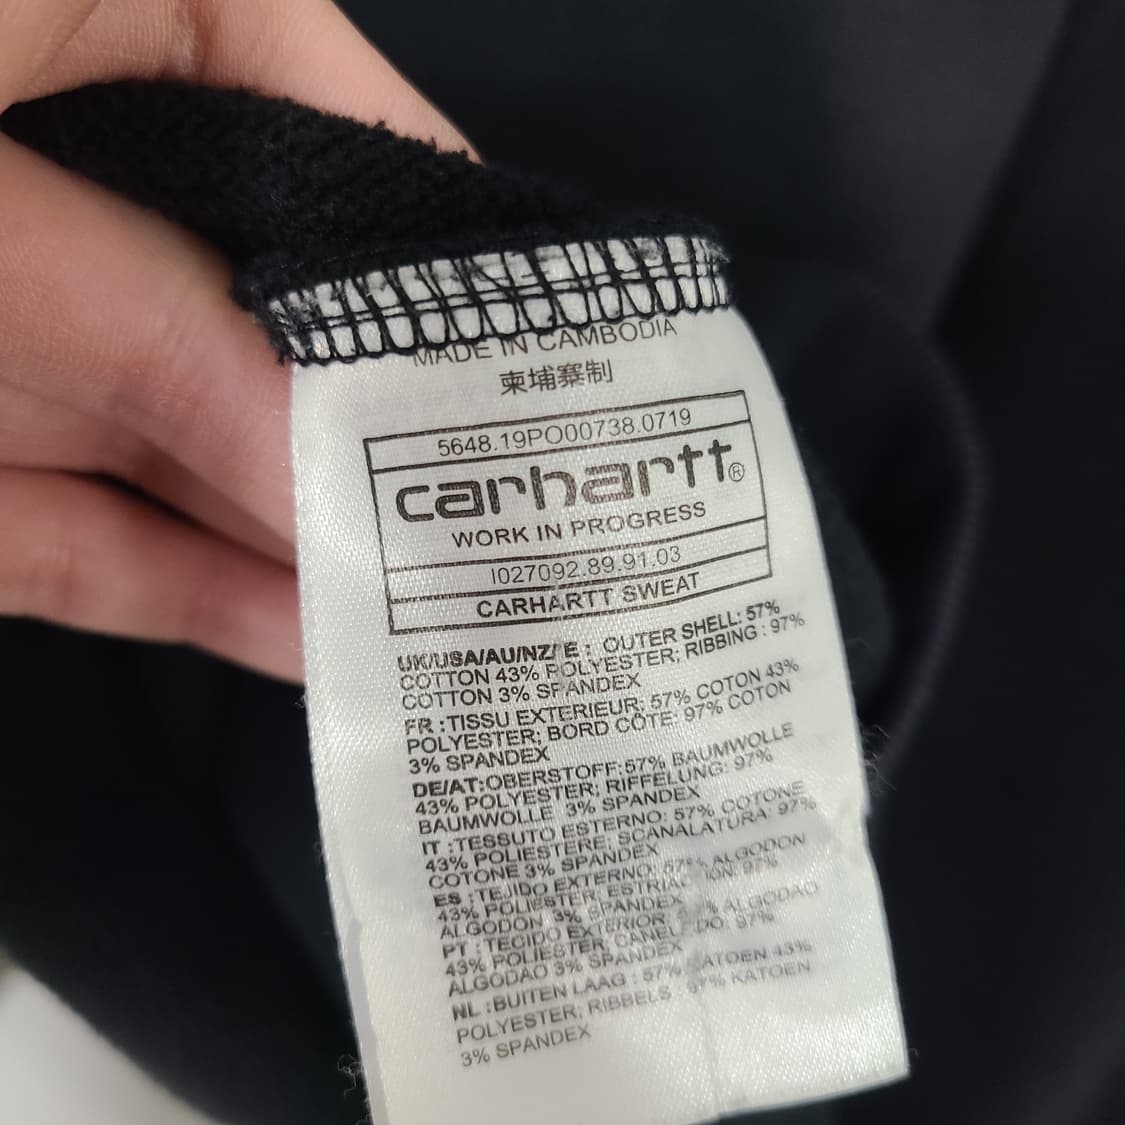 MADE IN CAMBODIA
柬埔寨制
5648.19PO00738.0719
carhartt®
WORK IN PROGRESS
I027092.89.91.03
CARHARTT SWEAT
UK/USA/AU/NZ/ E : OUTER SHELL: 57%
COTTON 43% POLYESTER; RIBBING : 97%
COTTON 3% SPANDEX
FR : TISSU EXTERIEUR: 57% COTON 43%
POLYESTER; BORD CÔTE: 97% COTON
3% SPANDEX
DE/AT:OBERSTOFF:57% BAUMWOLLE
43% POLYESTER; RIFFELUNG: 97%
BAUMWOLLE 3% SPANDEX
IT :TESSUTO ESTERNO: 57% COTONE
43% POLIESTERE; SCANALATURA: 97%
COTONE 3% SPANDEX
ES :TEJIDO EXTERNO: 57% ALGODON
43% POLIESTER; 97%
ALGODON 3% SPANDEX
PT : TECIDO EXTERIOR % ALGODAO
43% POLIESTER; 97%
ALGODAO 3% SPANDEX
NL :BUITEN LAAG : 57% 43%
POLYESTER; RIBBELS : 97% KATOEN
3% SPANDEX